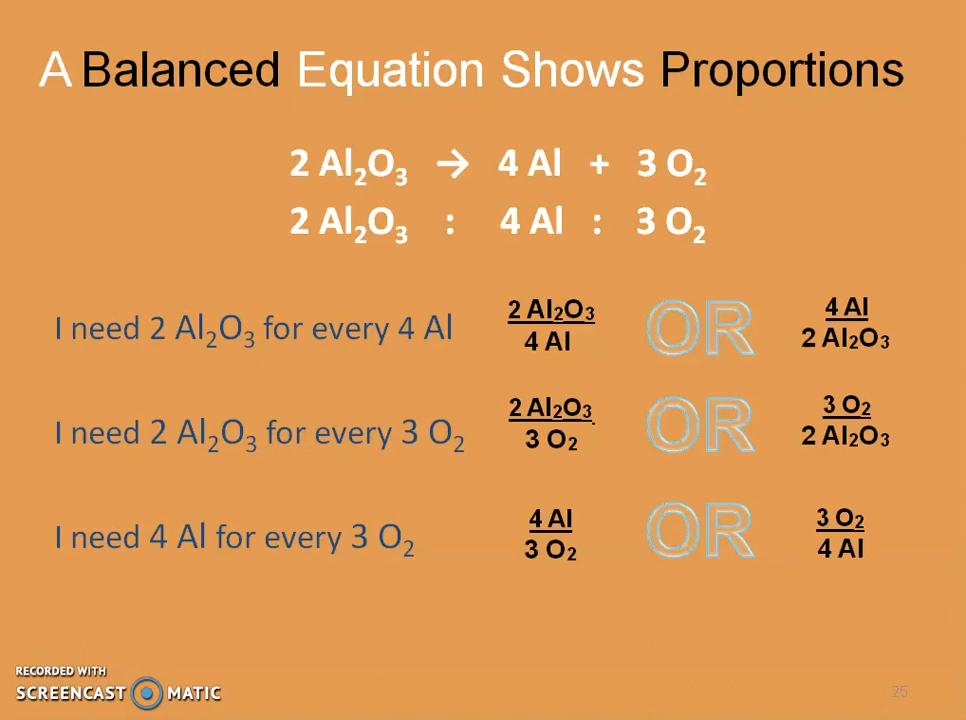 A Balanced Equation Shows Proportions
2 Al₂O₃ → 4 Al + 3 O₂
2 Al₂O₃ : 4 Al : 3 O₂
I need 2 Al₂O₃ for every 4 Al
2 Al₂O₃
4 Al
OR
4 Al
2 Al₂O₃
I need 2 Al₂O₃ for every 3 O₂
2 Al₂O₃
3 O₂
OR
3 O₂
2 Al₂O₃
I need 4 Al for every 3 O₂
4 Al
3 O₂
OR
3 O₂
4 Al
RECORDED WITH
SCREENCAST MATIC
25